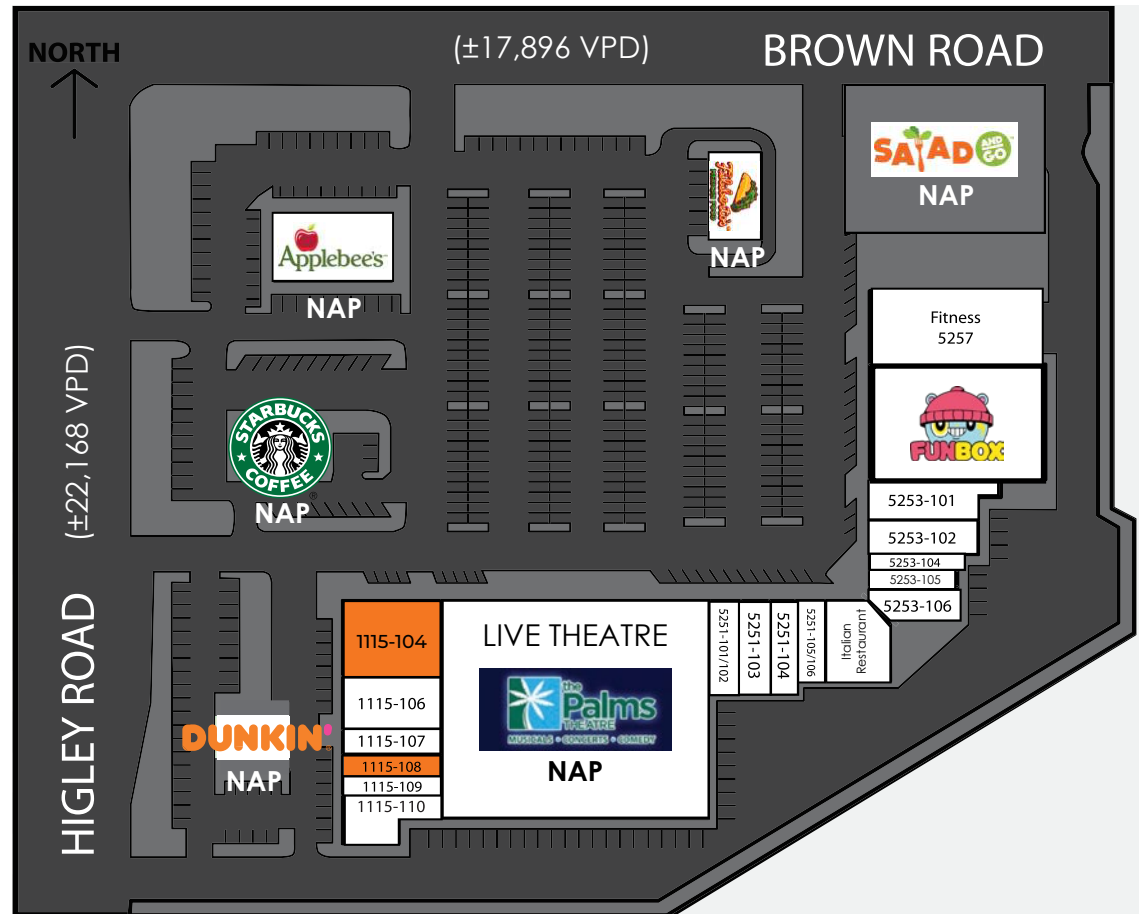 NORTH
(±17,896 VPD)
BROWN ROAD
SALAD AND GO
NAP
Filiberto's
MEXICAN FOOD
NAP
Applebee's
NAP
Fitness
5257
FUNBOX
(±22,168 VPD)
STARBUCKS
COFFEE
®
NAP
5253-101
5253-102
5253-104
5253-105
5253-106
HIGLEY ROAD
1115-104
1115-106
1115-107
1115-108
1115-109
1115-110
LIVE THEATRE
the
Palms
THEATRE
MUSICALS • CONCERTS • COMEDY
NAP
5251-101/102
5251-103
5251-104
5251-105/106
Italian
Restaurant
DUNKIN'
NAP